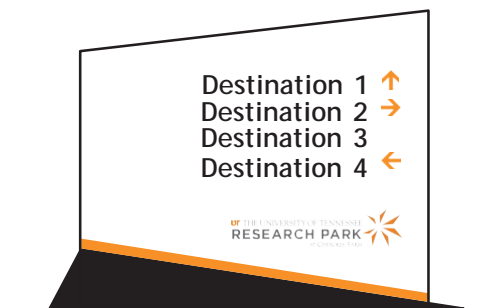 Destination 1 ↑
Destination 2 →
Destination 3
Destination 4 ←
UT THE UNIVERSITY OF TENNESSEE
RESEARCH PARK